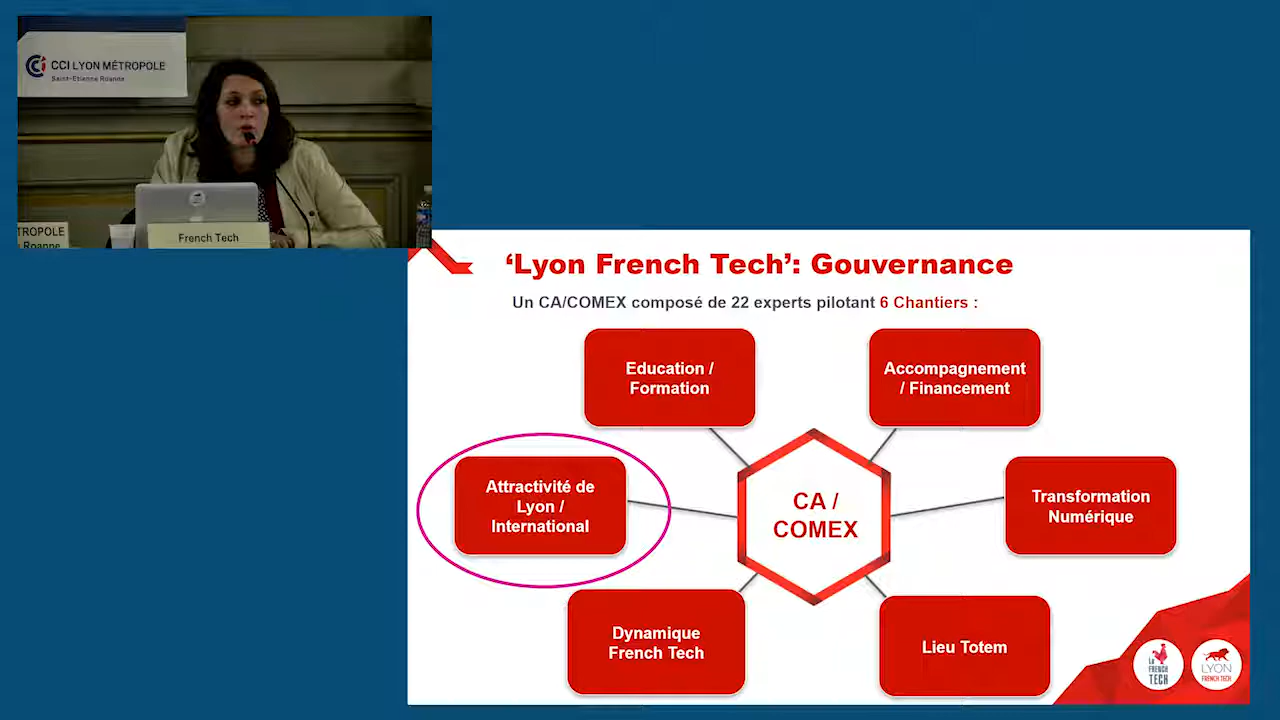 CCI LYON MÉTROPOLE
Saint-Etienne Roanne
TROPOLE
Roanne
French Tech
‘Lyon French Tech’: Gouvernance
Un CA/COMEX composé de 22 experts pilotant 6 Chantiers :
Education /
Formation
Accompagnement
/ Financement
Attractivité de
Lyon /
International
CA /
COMEX
Transformation
Numérique
Dynamique
French Tech
Lieu Totem
LA
FRENCH
TECH
LYON
FRENCH TECH